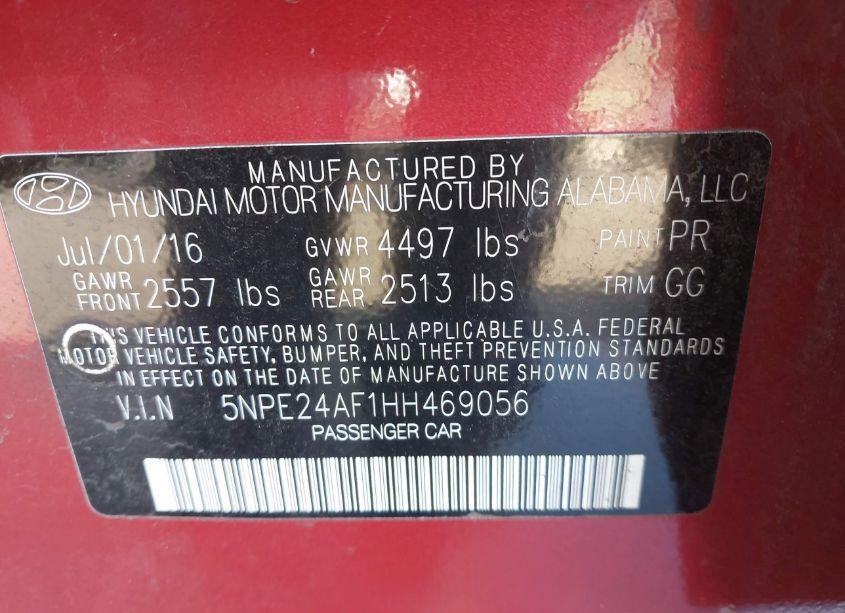 MANUFACTURED BY
HYUNDAI MOTOR MANUFACTURING ALABAMA, LLC
Jul/01/16 GVWR 4497 lbs PAINT PR
GAWR FRONT 2557 lbs GAWR REAR 2513 lbs TRIM GG
THIS VEHICLE CONFORMS TO ALL APPLICABLE U.S.A. FEDERAL
MOTOR VEHICLE SAFETY, BUMPER, AND THEFT PREVENTION STANDARDS
IN EFFECT ON THE DATE OF MANUFACTURE SHOWN ABOVE
V.I.N 5NPE24AF1HH469056
PASSENGER CAR